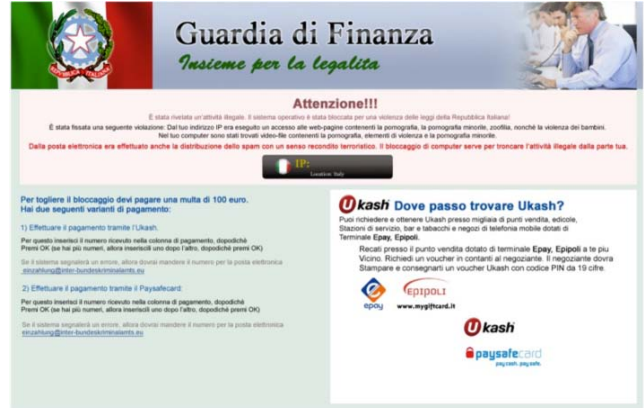 REPVBBLICA ITALIANA
Guardia di Finanza
Insieme per la legalita
Attenzione!!!
È stata rivelata un'attività illegale. Il sistema operativo è stata bloccata per una violenza delle leggi della Repubblica Italiana!
È stata fissata una seguente violazione: Dal tuo indirizzo IP era eseguito un accesso alle web-pagine contenenti la pornografia, la pornografia minorile, zoofilia, nonchè la violenza dei bambini.
Nel tuo computer sono stati trovati video-file contenenti la pornografia, elementi di violenza e la pornografia minorile.
Dalla posta elettronica era effettuato anche la distribuzione dello spam con un senso recondito terroristico. Il bloccaggio di computer serve per troncare l'attività illegale dalla parte tua.
IP:
Location: Italy
Per togliere il bloccaggio devi pagare una multa di 100 euro.
Hai due seguenti varianti di pagamento:
1) Effettuare il pagamento tramite l'Ukash.
Per questo inserisci il numero ricevuto nella colonna di pagamento, dopodichè
Premi OK (se hai più numeri, allora inseriscili uno dopo l'altro, dopodichè premi OK)
Se il sistema segnalerà un errore, allora dovrai mandere il numero per la posta elettronica
einzahlung@inter-bundeskriminalamts.eu
2) Effettuare il pagamento tramite il Paysafecard:
Per questo inserisci il numero ricevuto nella colonna di pagamento, dopodichè
Premi OK (se hai più numeri, allora inseriscili uno dopo l'altro, dopodichè premi OK)
Se il sistema segnalerà un errore, allora dovrai mandere il numero per la posta elettronica
einzahlung@inter-bundeskriminalamts.eu
Ukash Dove passo trovare Ukash?
Puoi richiedere e ottenere Ukash presso migliaia di punti vendita, edicole,
Stazioni di servizio, bar e tabacchi e negozi di telefonia mobile dotati di
Terminale Epay, Epipoli.
Recati presso il punto vendita dotato di terminale Epay, Epipoli a te piu
Vicino. Richiedi un voucher in contanti al negoziante. Il negoziante dovra
Stampare e consegnarti un voucher Ukash con codice PIN da 19 cifre.
epay
EPIPOLI
www.mygiftcard.it
Ukash
paysafecard
pay cash. pay safe.